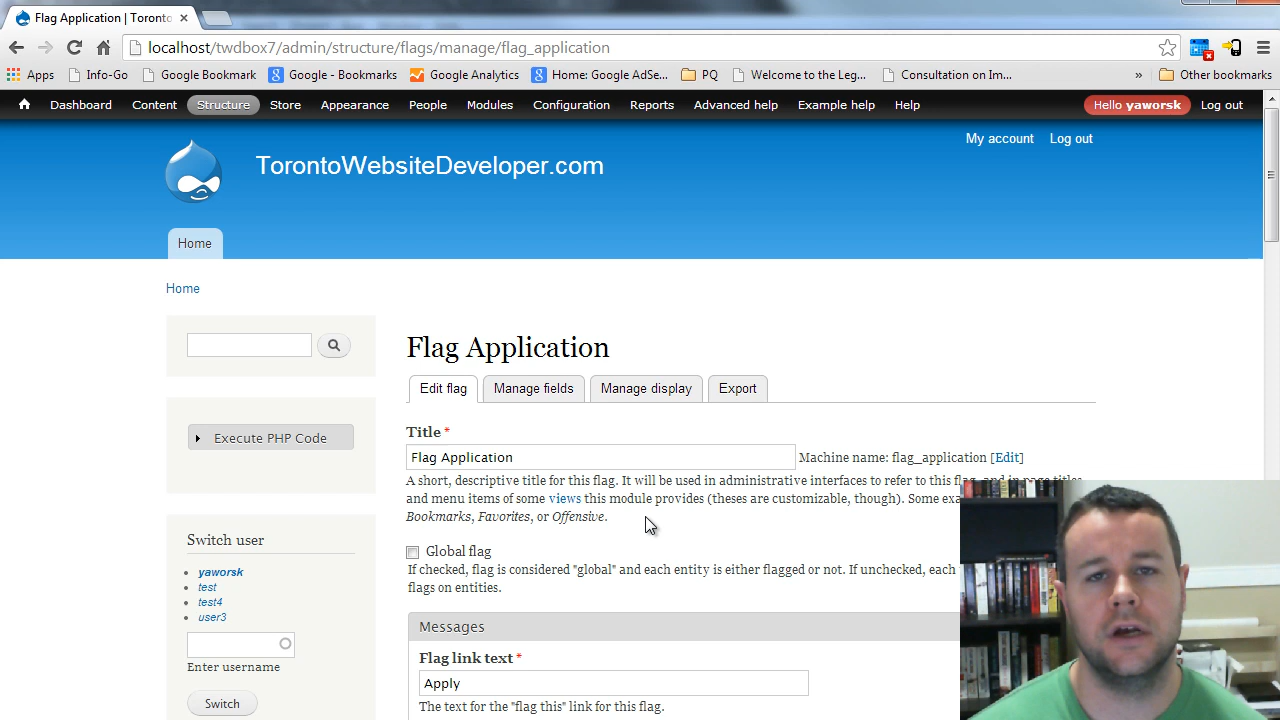 Flag Application | Toronto
localhost/twdbox7/admin/structure/flags/manage/flag_application
Apps Info-Go Google Bookmark Google - Bookmarks Google Analytics Home: Google AdSe... PC Welcome to the Leg... Consultation on Im... » Other bookmarks
Dashboard Content Structure Store Appearance People Modules Configuration Reports Advanced help Example help Help Hello yaworsk Log out
My account Log out
TorontoWebsiteDeveloper.com
Home
Home
Flag Application
Edit flag Manage fields Manage display Export
Execute PHP Code
Title *
Flag Application Machine name: flag_application [Edit]
A short, descriptive title for this flag. It will be used in administrative interfaces to refer to this flag, and in page titles
and menu items of some views this module provides (theses are customizable, though). Some exa
Bookmarks, Favorites, or Offensive.
Switch user
yaworsk
test
test4
user3
Enter username
Switch
Global flag
If checked, flag is considered "global" and each entity is either flagged or not. If unchecked, each
flags on entities.
Messages
Flag link text *
Apply
The text for the "flag this" link for this flag.